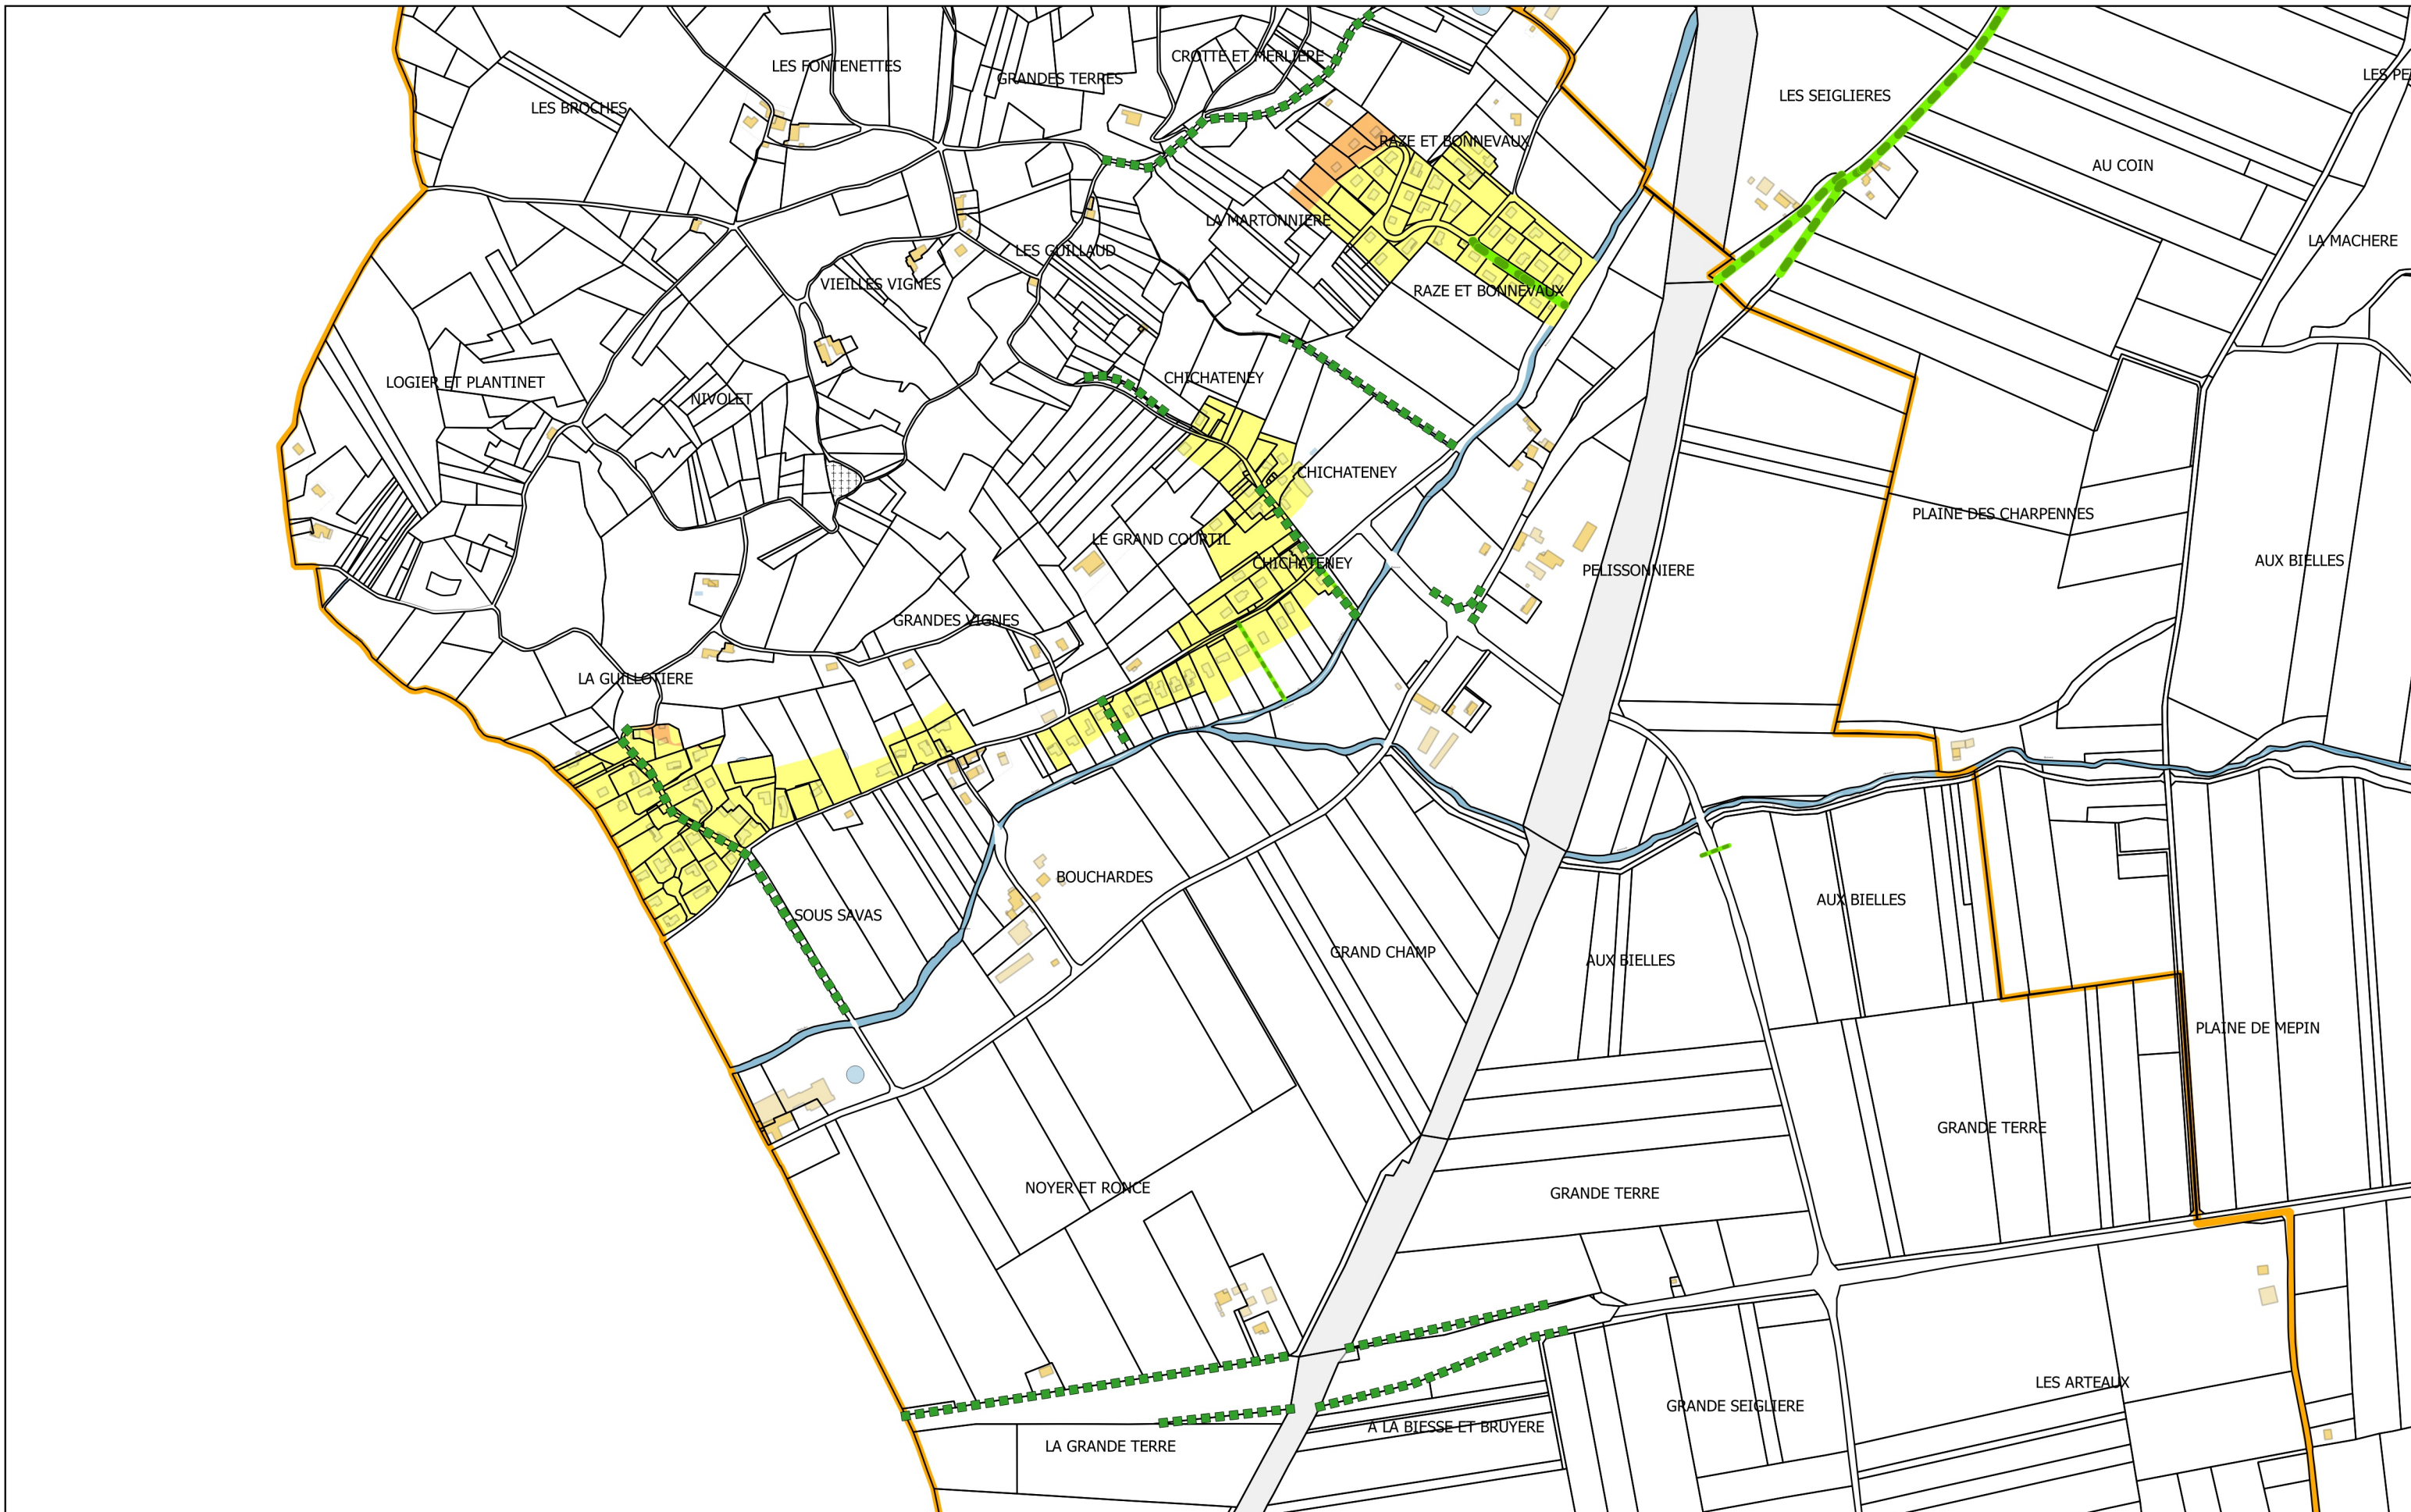 CROTTE ET MERLIERE
LES FONTENETTES
GRANDES TERRES
LES BROCHES
LES SEIGLIERES
RAZE ET BONNEVAUX
AU COIN
LA MARTONNIERE
LES GUILLAUD
LA MACHERE
VIEILLES VIGNES
RAZE ET BONNEVAUX
LOGIER ET PLANTINET
CHICHATENEY
NIVOLET
CHICHATENEY
PLAINE DES CHARPENNES
LE GRAND COURTIL
CHICHATENEY
AUX BIELLES
PELISSONNIERE
GRANDES VIGNES
LA GUILLOTIERE
BOUCHARDES
AUX BIELLES
SOUS SAVAS
GRAND CHAMP
AUX BIELLES
PLAINE DE MEPIN
GRANDE TERRE
NOYER ET RONCE
GRANDE TERRE
LES ARTEAUX
GRANDE SEIGLIERE
A LA BIESSE ET BRUYERE
LA GRANDE TERRE